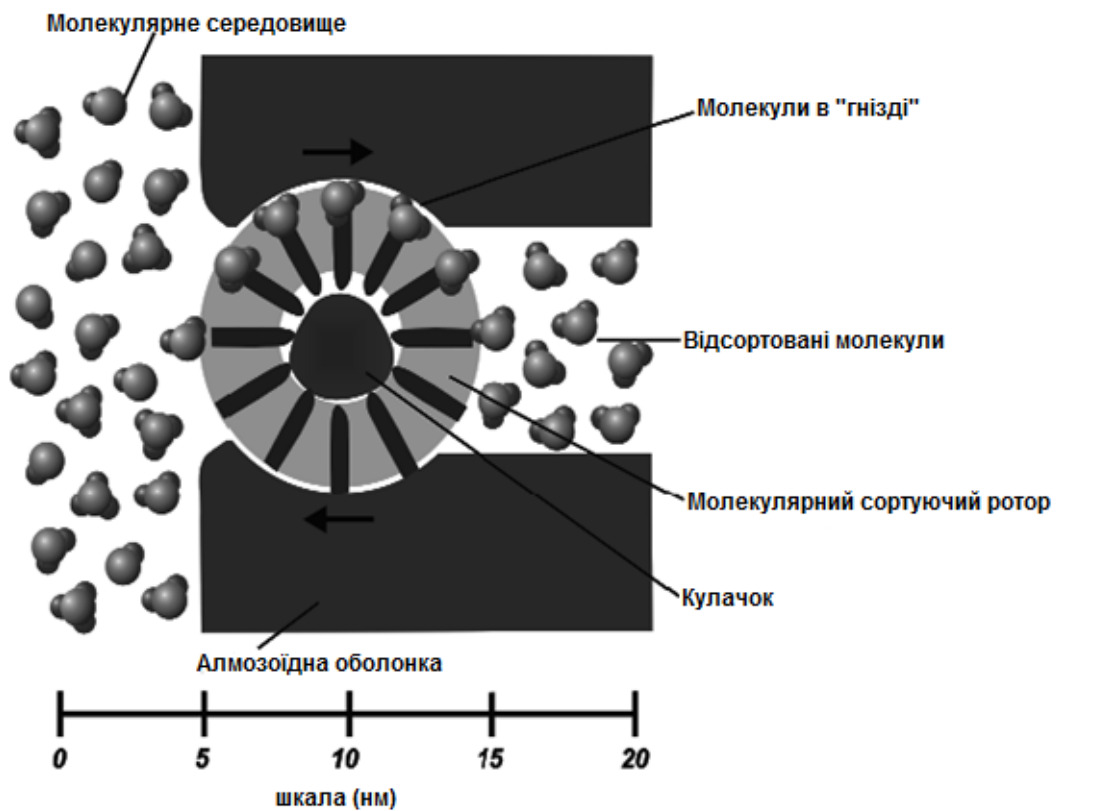 Молекулярне середовище
Молекули в "гнізді"
Відсортовані молекули
Молекулярний сортуючий ротор
Кулачок
Алмозоїдна оболонка
0 5 10 15 20
шкала (нм)